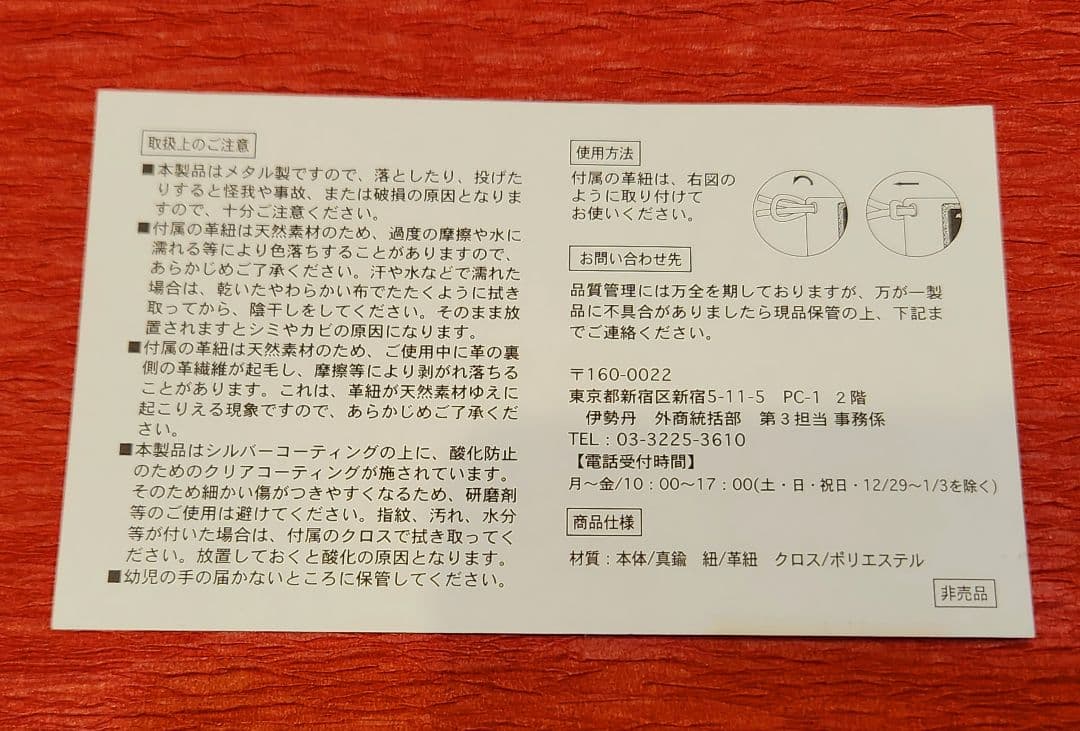 取扱上のご注意
■本製品はメタル製ですので、落としたり、投げた
りすると怪我や事故、または破損の原因となりま
すので、十分ご注意ください。
■付属の革紐は天然素材のため、過度の摩擦や水に
濡れる等により色落ちすることがありますので、
あらかじめご了承ください。汗や水などで濡れた
場合は、乾いたやわらかい布でたたくように拭き
取ってから、陰干しをしてください。そのまま放
置されますとシミやカビの原因になります。
■付属の革紐は天然素材のため、ご使用中に革の裏
側の革繊維が起毛し、摩擦等により剥がれ落ちる
ことがあります。これは、革紐が天然素材ゆえに
起こりえる現象ですので、あらかじめご了承くだ
さい。
■本製品はシルバーコーティングの上に、酸化防止
のためのクリアコーティングが施されています。
そのため細かい傷がつきやすくなるため、研磨剤
等のご使用は避けてください。指紋、汚れ、水分
等が付いた場合は、付属のクロスで拭き取ってく
ださい。放置しておくと酸化の原因となります。
■幼児の手の届かないところに保管してください。
使用方法
付属の革紐は、右図の
ように取り付けて
お使いください。
お問い合わせ先
品質管理には万全を期しておりますが、万が一製
品に不具合がありましたら現品保管の上、下記ま
でご連絡ください。
〒160-0022
東京都新宿区新宿5-11-5 PC-1 2階
伊勢丹 外商統括部 第3担当 事務係
TEL：03-3225-3610
【電話受付時間】
月～金/10：00～17：00(土・日・祝日・12/29～1/3を除く)
商品仕様
材質：本体/真鍮 紐/革紐 クロス/ポリエステル
非売品